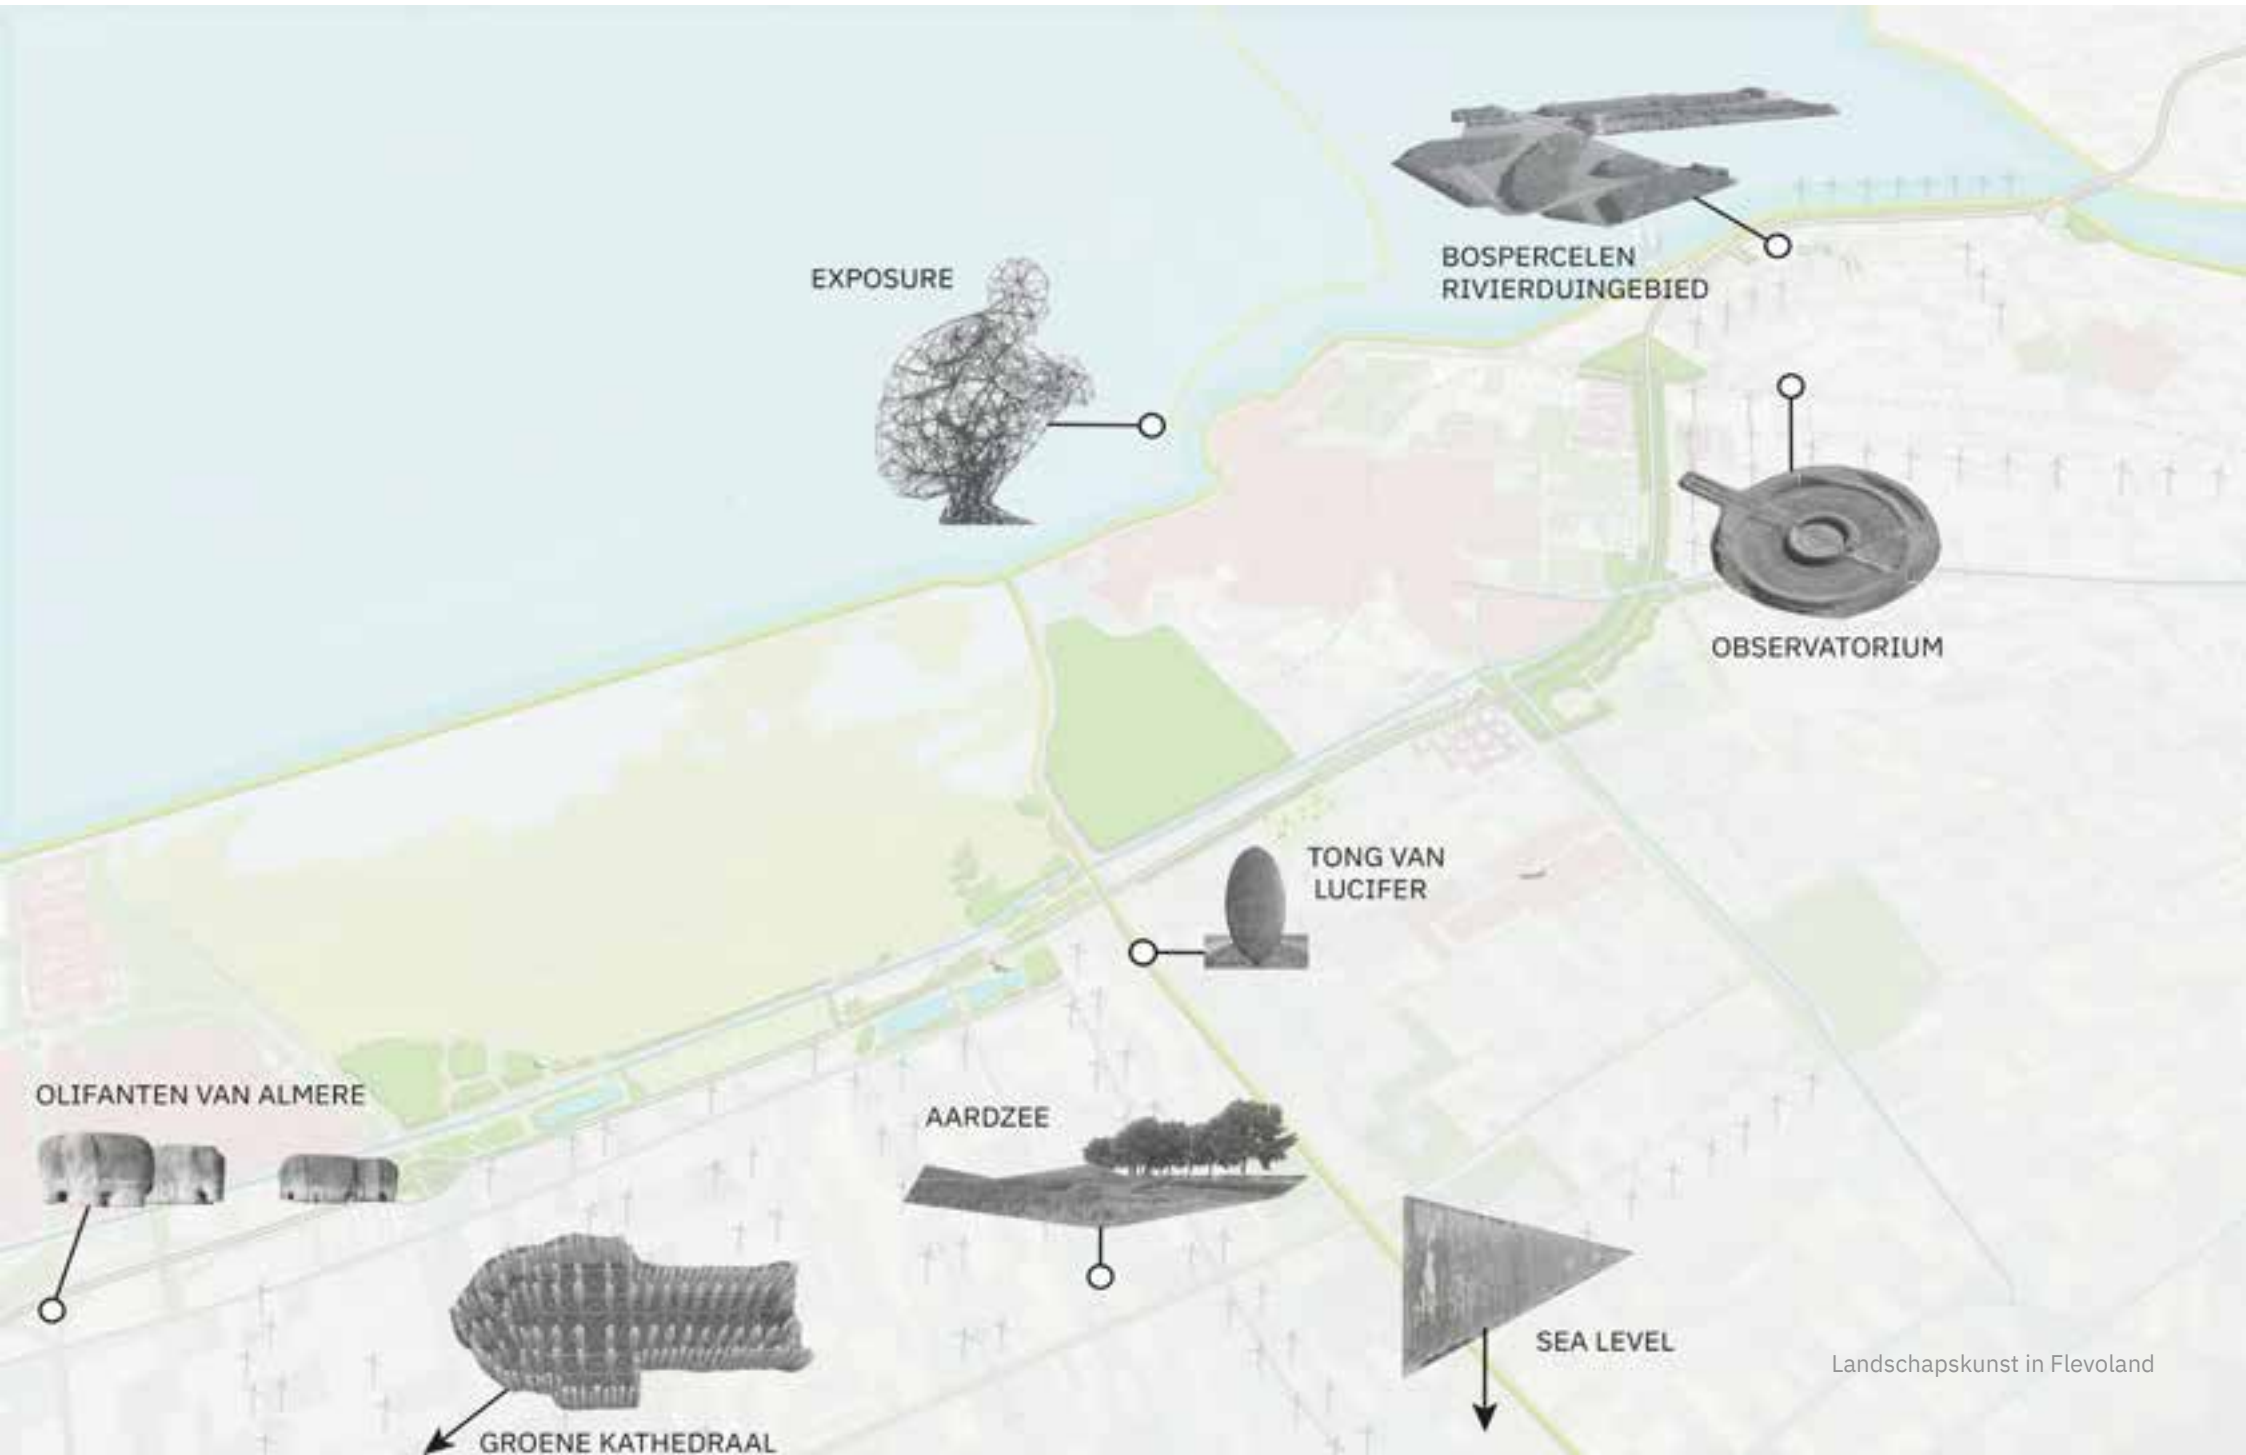 BOSPERCELEN
RIVIERDUINGEBIED
EXPOSURE
OBSERVATORIUM
TONG VAN
LUCIFER
OLIFANTEN VAN ALMERE
AARDZEE
SEA LEVEL
Landschapskunst in Flevoland
GROENE KATHEDRAAL